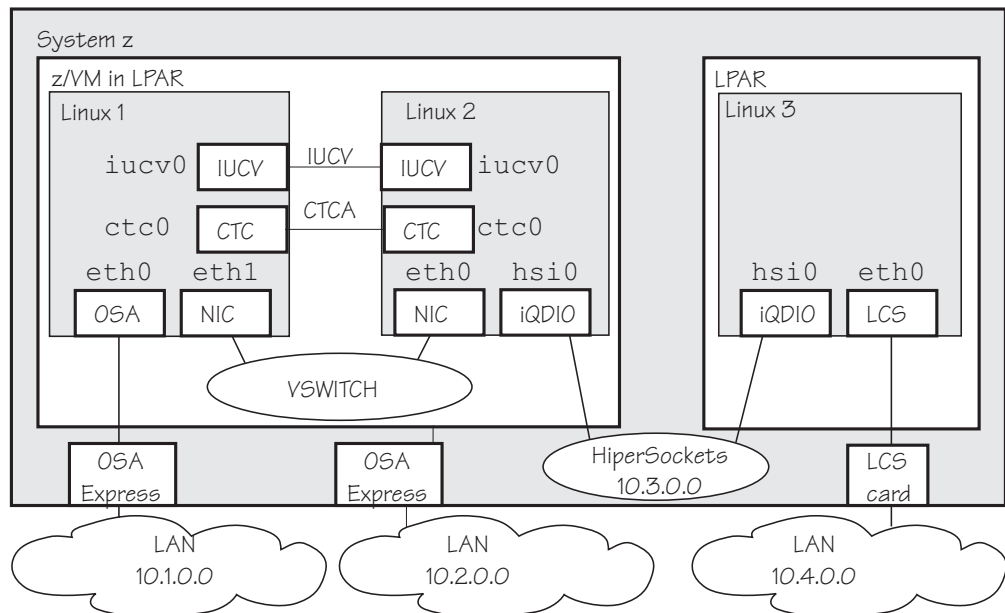 System z
z/VM in LPAR
LPAR
Linux 1
Linux 2
Linux 3
iucv0
IUCV
IUCV
IUCV
iucv0
ctc0
CTC
CTCA
CTC
ctc0
eth0
eth1
eth0
hsi0
hsi0
eth0
OSA
NIC
NIC
iQDIO
iQDIO
LCS
VSWITCH
OSA
Express
OSA
Express
HiperSockets
10.3.0.0
LCS
card
LAN
10.1.0.0
LAN
10.2.0.0
LAN
10.4.0.0